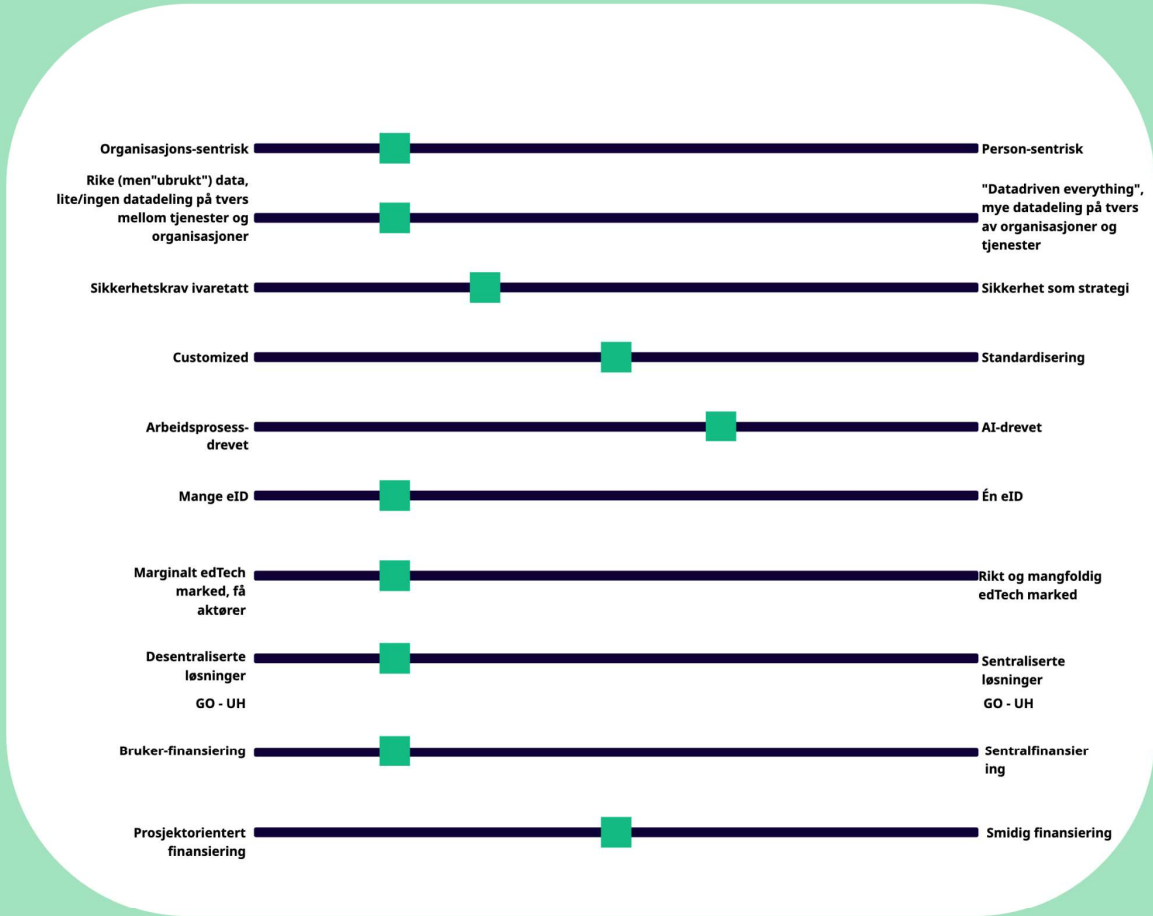 Organisasjons-sentrisk
Person-sentrisk
Rike (men"ubrukt") data,
lite/ingen datadeling på tvers
mellom tjenester og
organisasjoner
"Datadriven everything",
mye datadeling på tvers
av organisasjoner og
tjenester
Sikkerhetskrav ivaretatt
Sikkerhet som strategi
Customized
Standardisering
Arbeidsprosess-
drevet
AI-drevet
Mange eID
Én eID
Marginalt edTech
marked, få
aktører
Rikt og mangfoldig
edTech marked
Desentraliserte
løsninger
GO - UH
Sentraliserte
løsninger
GO - UH
Bruker-finansiering
Sentralfinansier
ing
Prosjektorientert
finansiering
Smidig finansiering